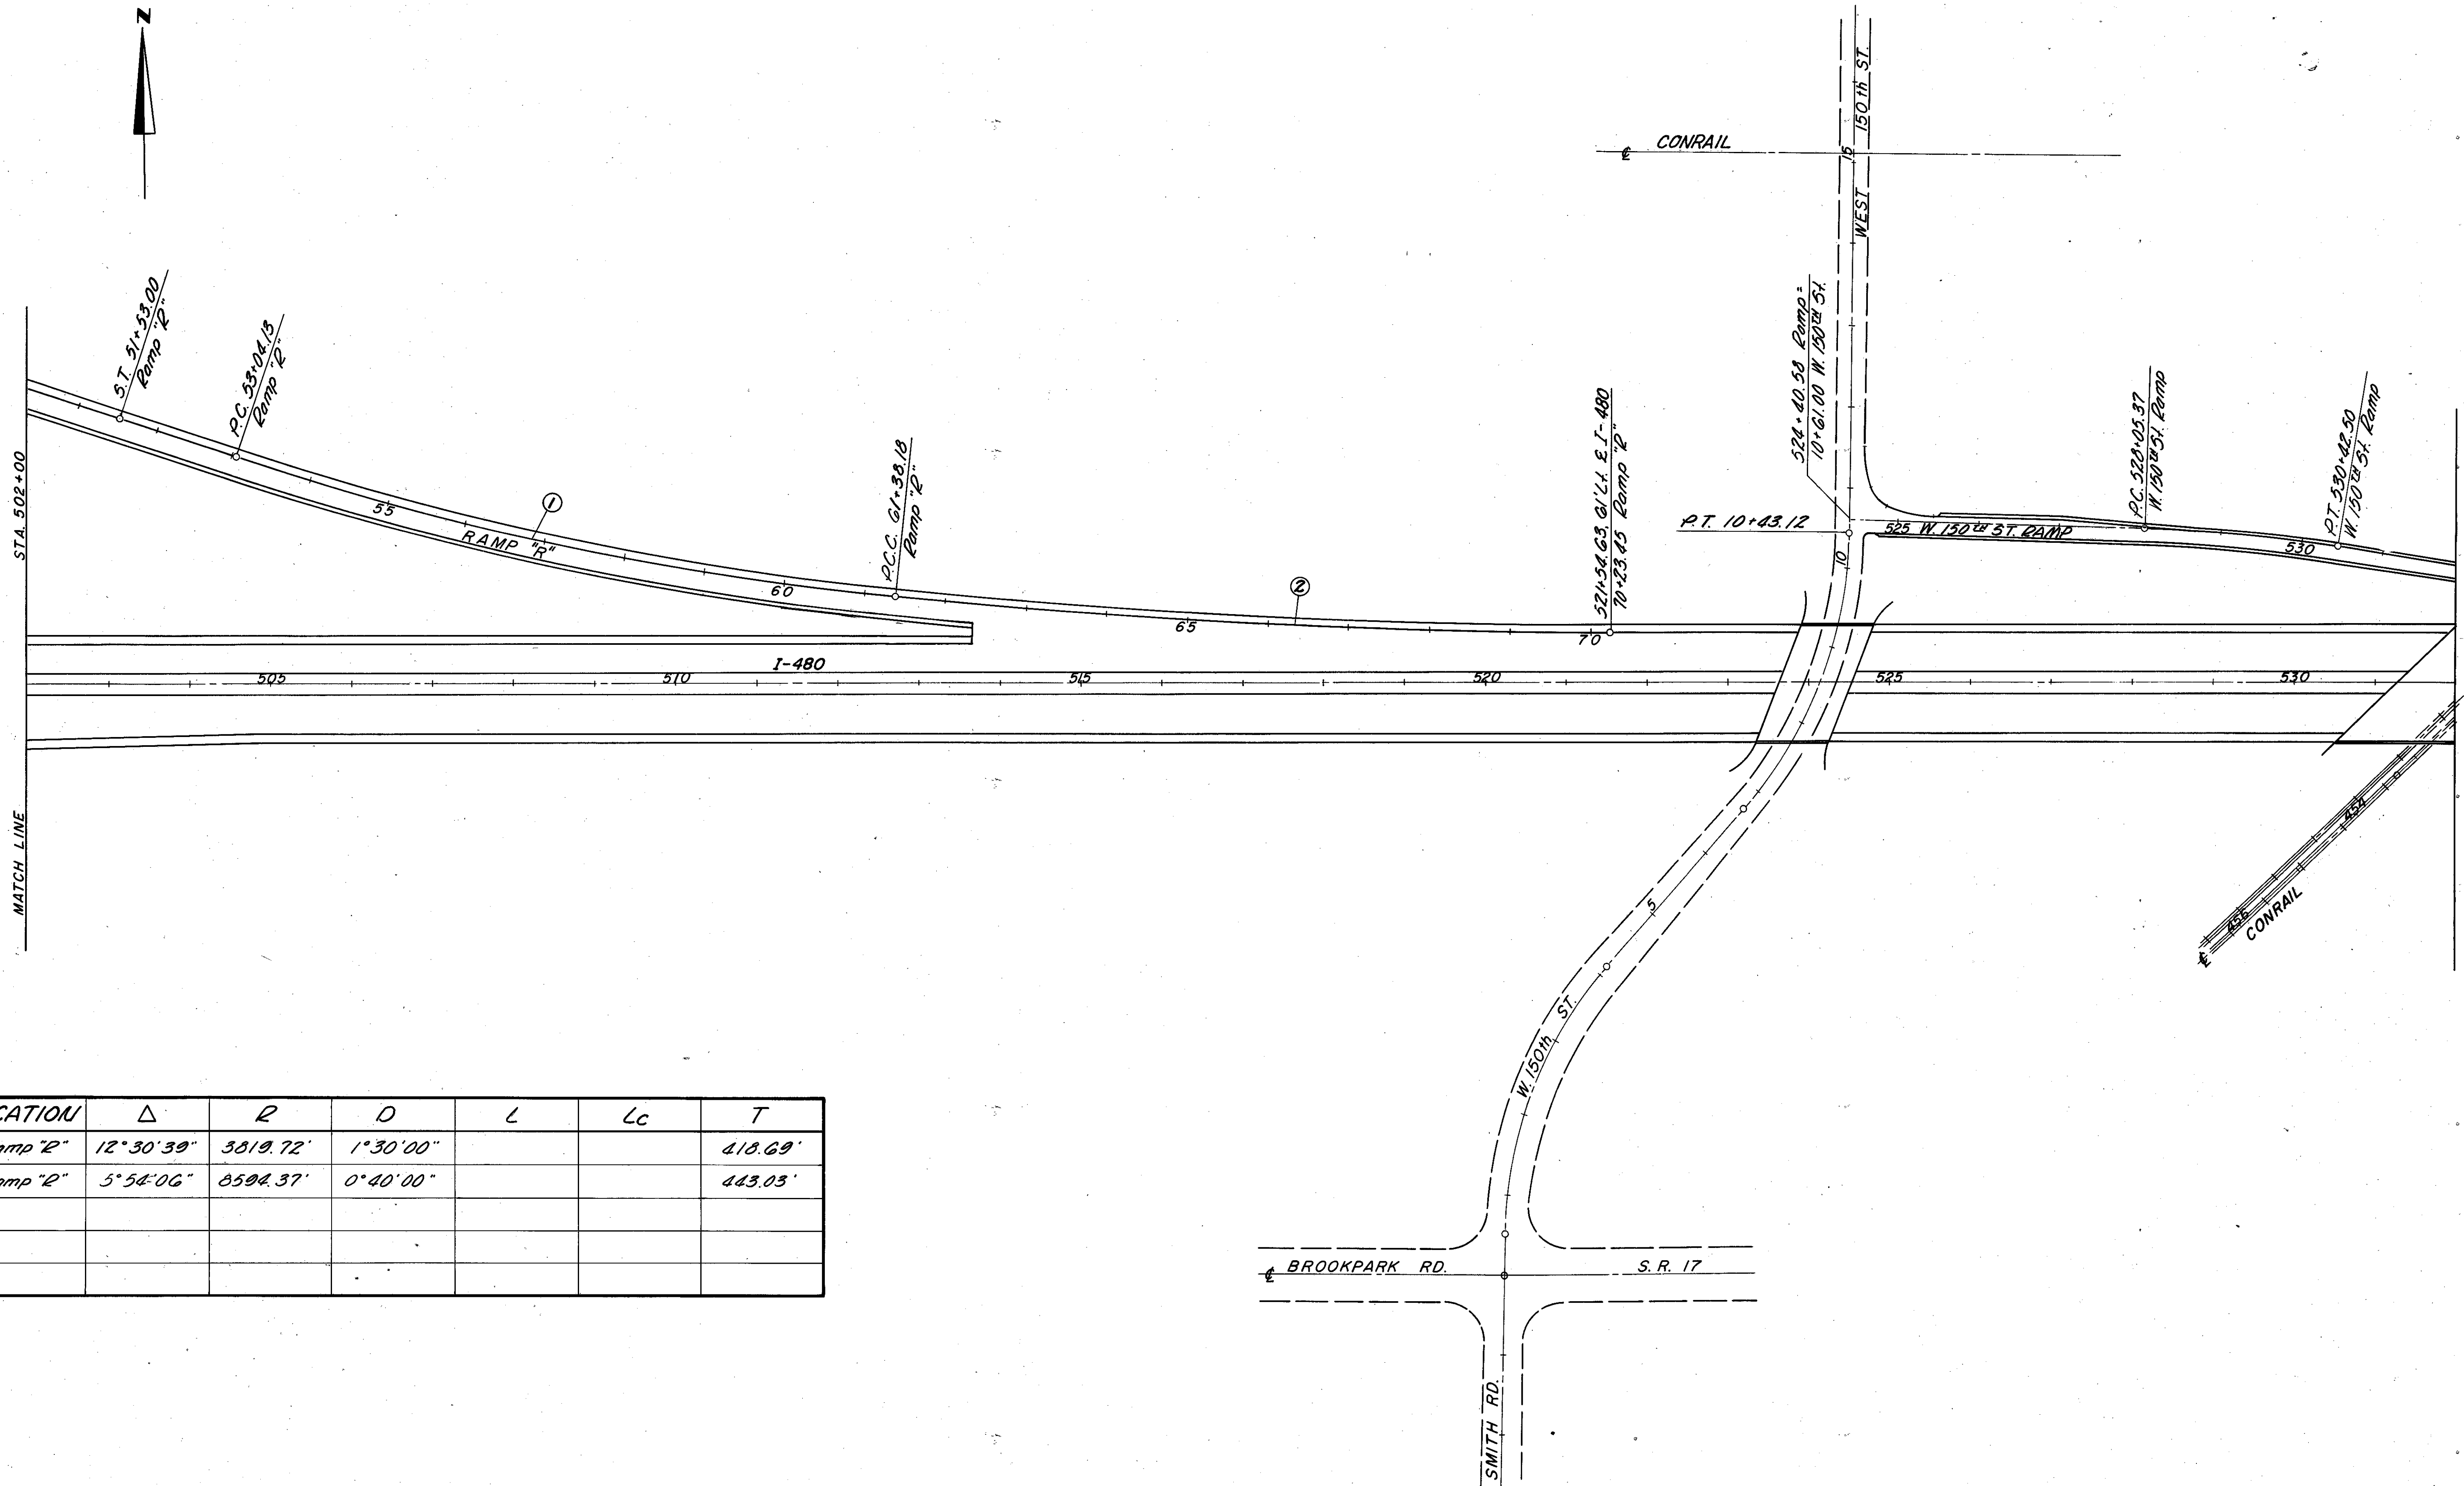 N
CONRAIL
WEST 150th ST.
15
S.T. 51+53.00
Ramp "R"
P.C. 53+04.13
Ramp "R"
P.C.C. 61+38.18
Ramp "R"
521+54.63, 61' Lt. ℄ I-480
70+23.45 Ramp "R"
524+40.58 Ramp =
10+61.00 W. 150TH St.
P.C. 528+05.37
W. 150TH St. Ramp
P.T. 530+42.50
W. 150TH St. Ramp
P.T. 10+43.12
525 W. 150TH ST. RAMP
530
10
STA. 502+00
MATCH LINE
55
1
RAMP "R"
60
65
2
70
I-480
505
510
515
520
525
530
5
W. 150th ST.
454
456
CONRAIL
℄ BROOKPARK RD.
S.R. 17
SMITH RD.
CATION Δ R D L Lc T
amp "R" 12°30'39" 3819.72' 1°30'00" 418.69'
amp "R" 5°54'06" 8594.37' 0°40'00" 443.03'